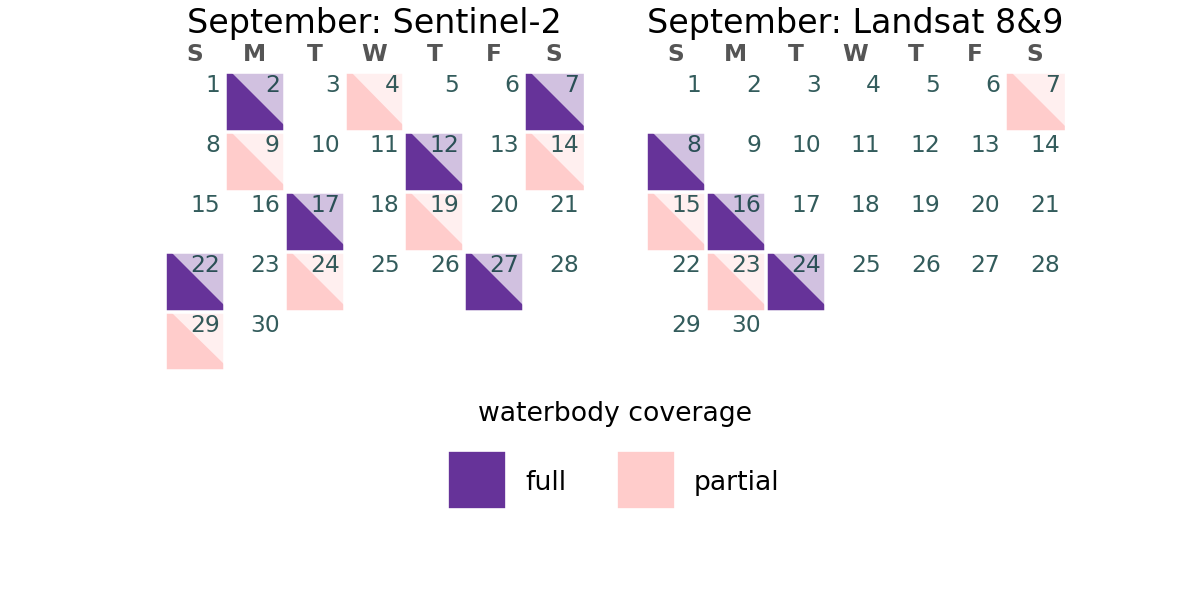 September: Sentinel-2
S M T W T F S
1 2 3 4 5 6 7
8 9 10 11 12 13 14
15 16 17 18 19 20 21
22 23 24 25 26 27 28
29 30
September: Landsat 8&9
S M T W T F S
1 2 3 4 5 6 7
8 9 10 11 12 13 14
15 16 17 18 19 20 21
22 23 24 25 26 27 28
29 30
waterbody coverage
full partial